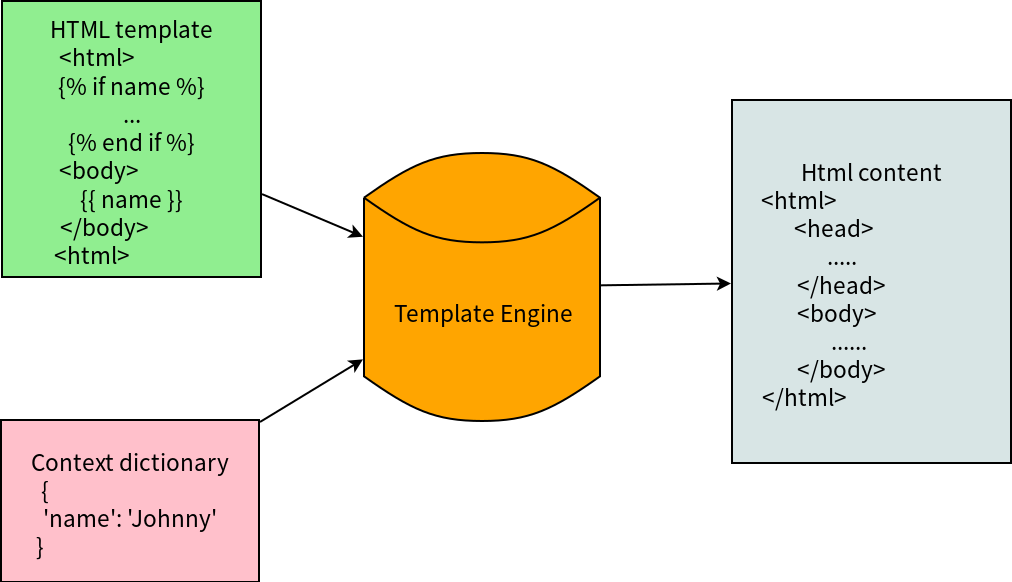 HTML template
<html>
{% if name %}
...
{% end if %}
<body>
{{ name }}
</body>
<html>
Context dictionary
{
'name': 'Johnny'
}
Template Engine
Html content
<html>
<head>
.....
</head>
<body>
......
</body>
</html>